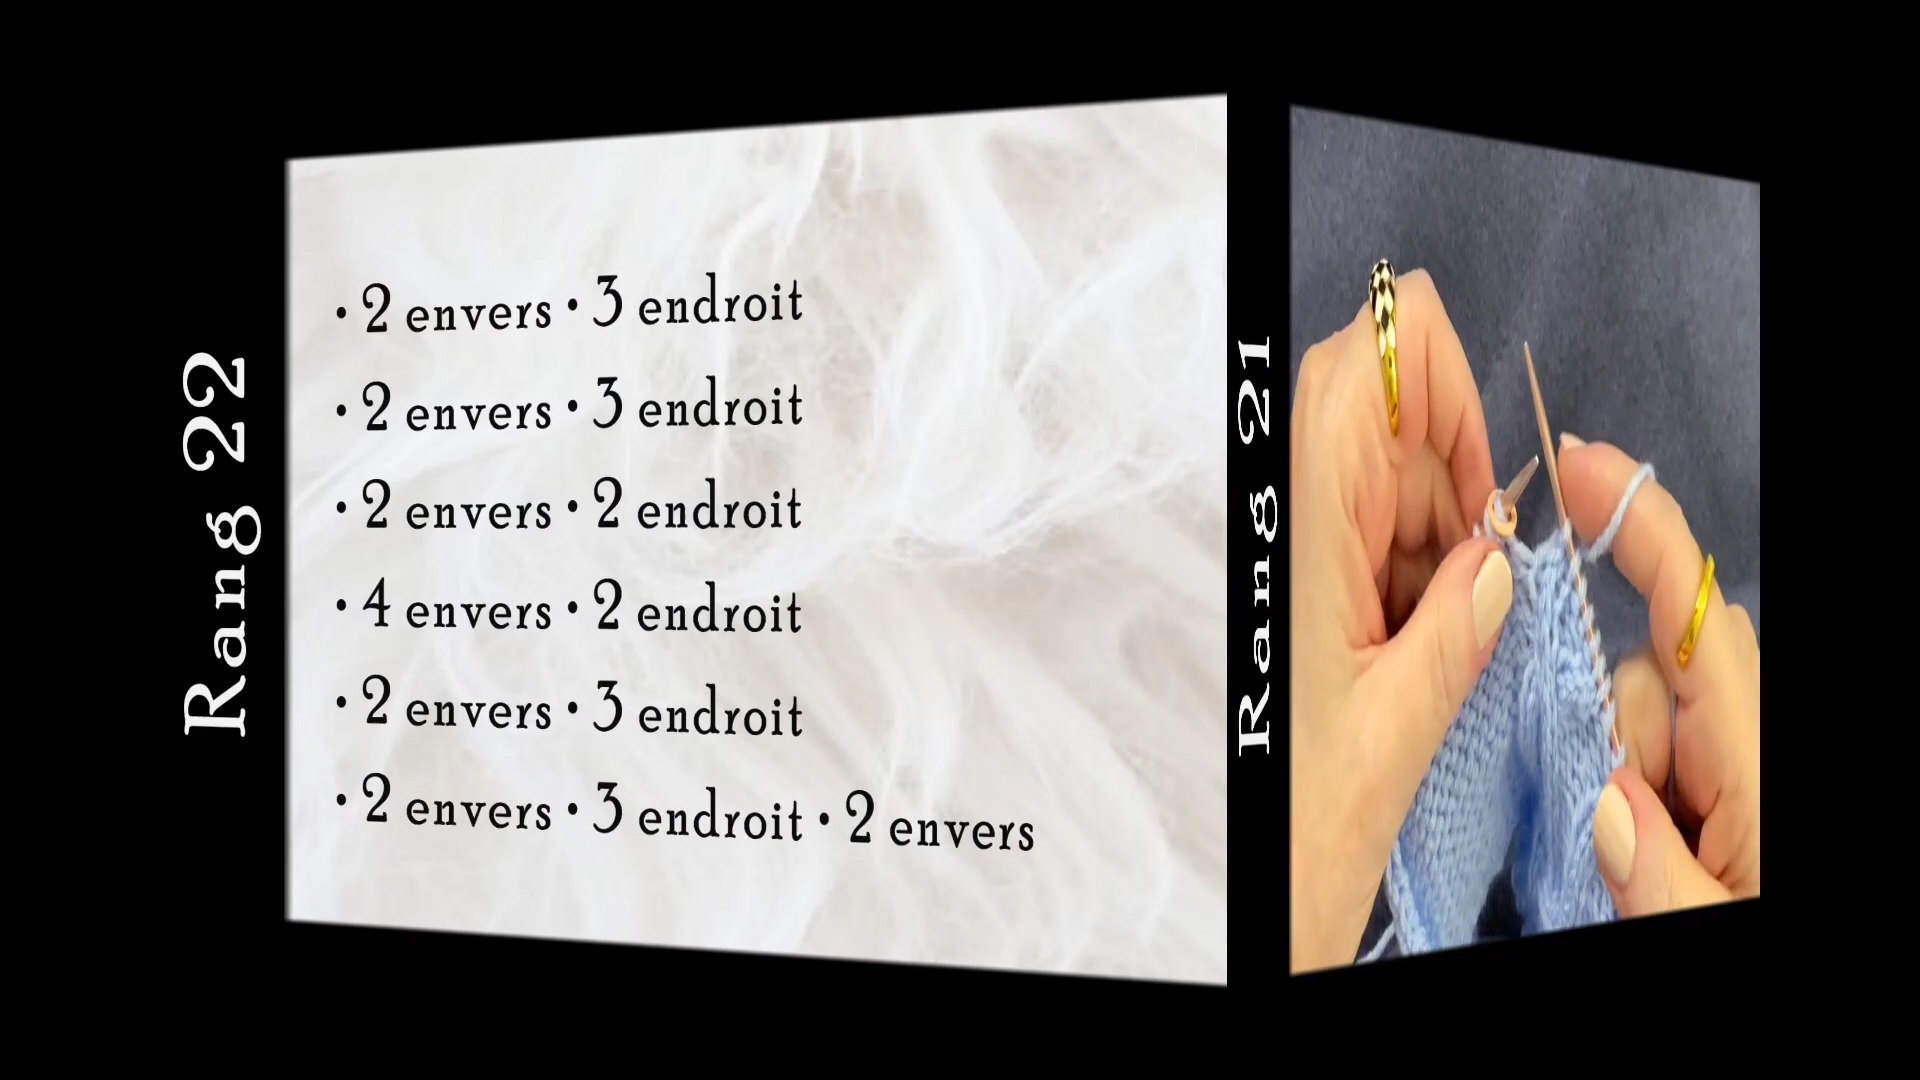 Rang 22
• 2 envers • 3 endroit
• 2 envers • 3 endroit
• 2 envers • 2 endroit
• 4 envers • 2 endroit
• 2 envers • 3 endroit
• 2 envers • 3 endroit • 2 envers
Rang 21